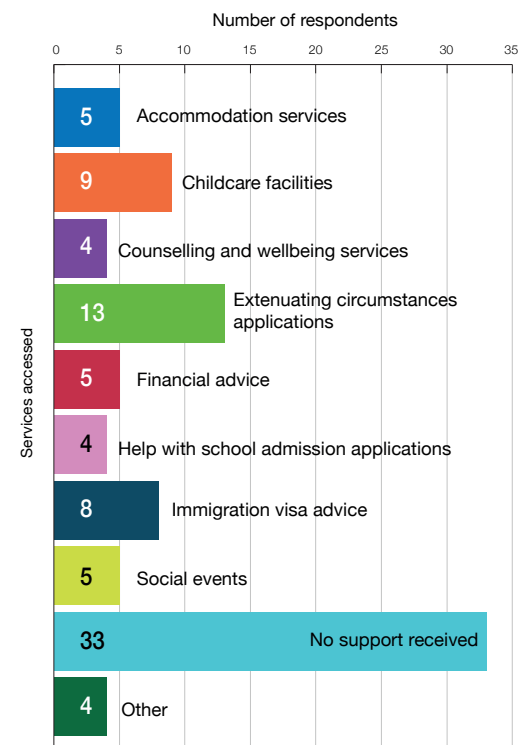 Number of respondents
0 5 10 15 20 25 30 35
Services accessed
5 Accommodation services
9 Childcare facilities
4 Counselling and wellbeing services
13 Extenuating circumstances
applications
5 Financial advice
4 Help with school admission applications
8 Immigration visa advice
5 Social events
33 No support received
4 Other